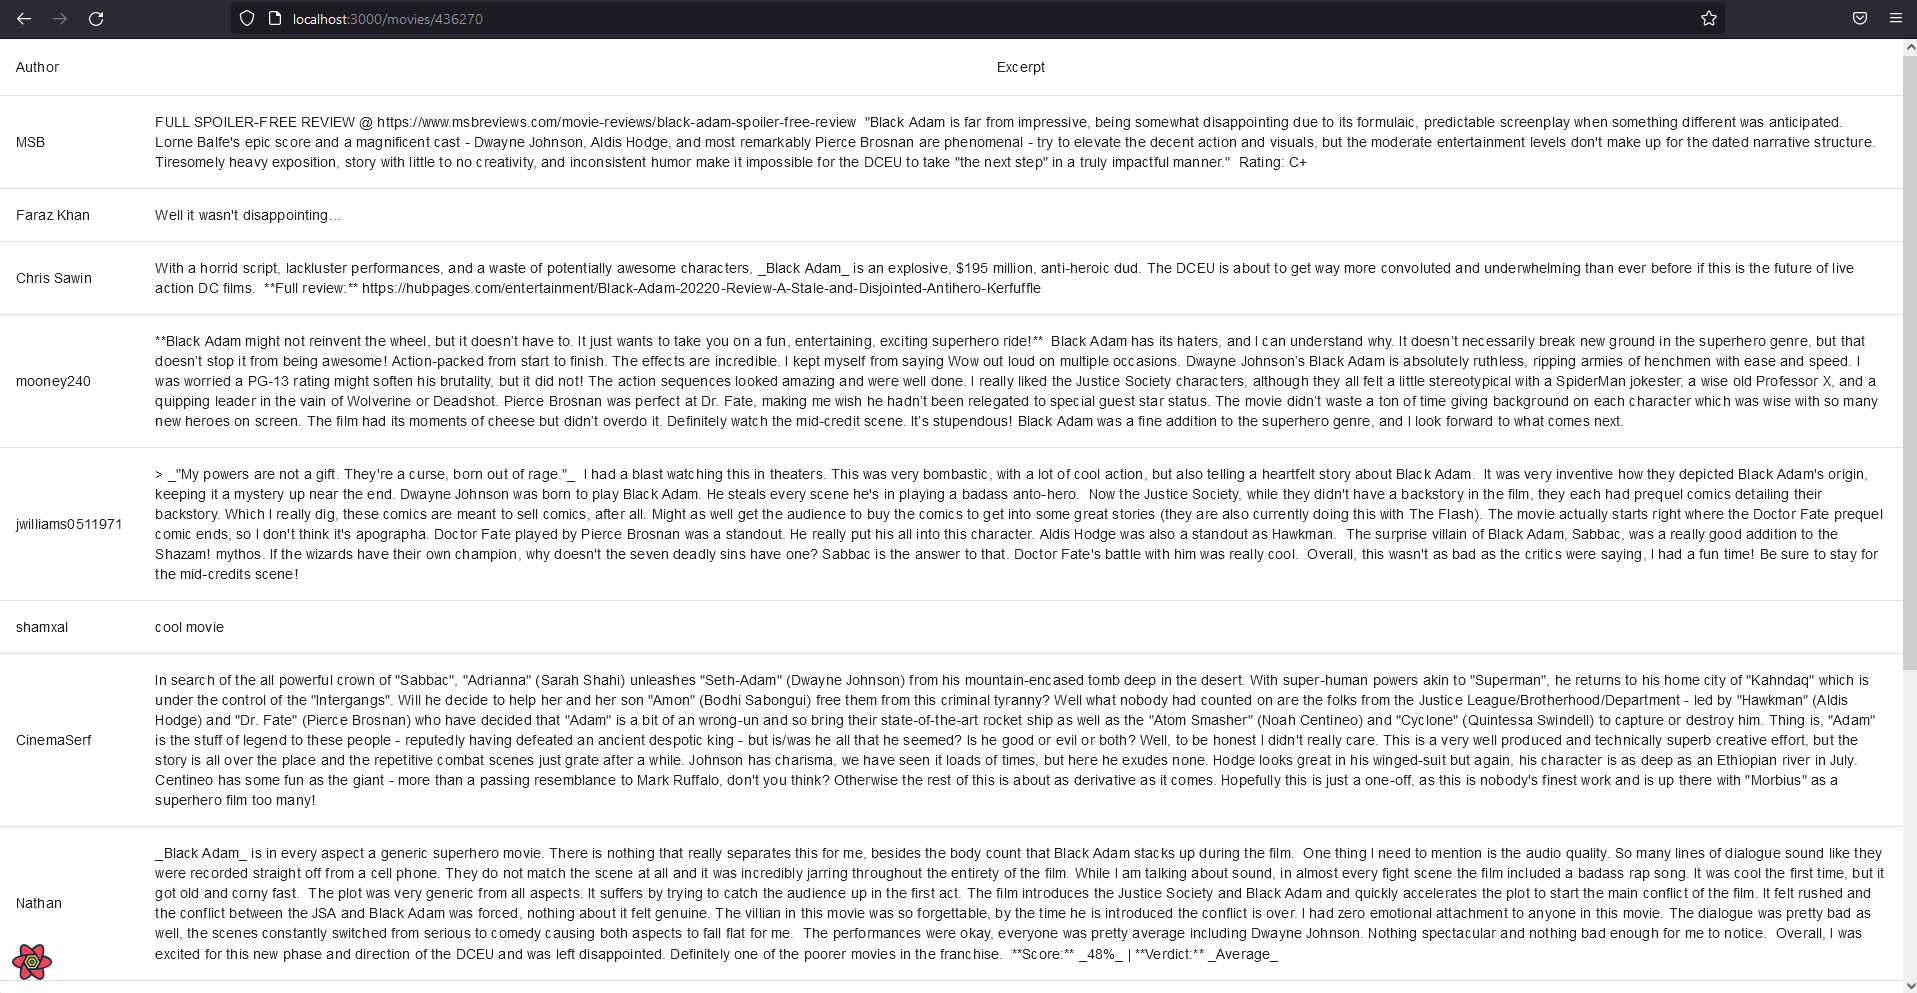 localhost:3000/movies/436270
Author
Excerpt
MSB
FULL SPOILER-FREE REVIEW @ https://www.msbreviews.com/movie-reviews/black-adam-spoiler-free-review  "Black Adam is far from impressive, being somewhat disappointing due to its formulaic, predictable screenplay when something different was anticipated.
Lorne Balfe's epic score and a magnificent cast - Dwayne Johnson, Aldis Hodge, and most remarkably Pierce Brosnan are phenomenal - try to elevate the decent action and visuals, but the moderate entertainment levels don't make up for the dated narrative structure.
Tiresomely heavy exposition, story with little to no creativity, and inconsistent humor make it impossible for the DCEU to take "the next step" in a truly impactful manner."  Rating: C+
Faraz Khan
Well it wasn't disappointing...
Chris Sawin
With a horrid script, lackluster performances, and a waste of potentially awesome characters, _Black Adam_ is an explosive, $195 million, anti-heroic dud. The DCEU is about to get way more convoluted and underwhelming than ever before if this is the future of live
action DC films.  **Full review:** https://hubpages.com/entertainment/Black-Adam-20220-Review-A-Stale-and-Disjointed-Antihero-Kerfuffle
mooney240
**Black Adam might not reinvent the wheel, but it doesn’t have to. It just wants to take you on a fun, entertaining, exciting superhero ride!**  Black Adam has its haters, and I can understand why. It doesn’t necessarily break new ground in the superhero genre, but that
doesn’t stop it from being awesome! Action-packed from start to finish. The effects are incredible. I kept myself from saying Wow out loud on multiple occasions. Dwayne Johnson’s Black Adam is absolutely ruthless, ripping armies of henchmen with ease and speed. I
was worried a PG-13 rating might soften his brutality, but it did not! The action sequences looked amazing and were well done. I really liked the Justice Society characters, although they all felt a little stereotypical with a SpiderMan jokester, a wise old Professor X, and a
quipping leader in the vain of Wolverine or Deadshot. Pierce Brosnan was perfect at Dr. Fate, making me wish he hadn’t been relegated to special guest star status. The movie didn’t waste a ton of time giving background on each character which was wise with so many
new heroes on screen. The film had its moments of cheese but didn’t overdo it. Definitely watch the mid-credit scene. It’s stupendous! Black Adam was a fine addition to the superhero genre, and I look forward to what comes next.
jwilliams0511971
> _"My powers are not a gift. They're a curse, born out of rage."_  I had a blast watching this in theaters. This was very bombastic, with a lot of cool action, but also telling a heartfelt story about Black Adam.  It was very inventive how they depicted Black Adam's origin,
keeping it a mystery up near the end. Dwayne Johnson was born to play Black Adam. He steals every scene he's in playing a badass anto-hero.  Now the Justice Society, while they didn't have a backstory in the film, they each had prequel comics detailing their
backstory. Which I really dig, these comics are meant to sell comics, after all. Might as well get the audience to buy the comics to get into some great stories (they are also currently doing this with The Flash). The movie actually starts right where the Doctor Fate prequel
comic ends, so I don't think it's apographa. Doctor Fate played by Pierce Brosnan was a standout. He really put his all into this character. Aldis Hodge was also a standout as Hawkman.  The surprise villain of Black Adam, Sabbac, was a really good addition to the
Shazam! mythos. If the wizards have their own champion, why doesn't the seven deadly sins have one? Sabbac is the answer to that. Doctor Fate's battle with him was really cool.  Overall, this wasn't as bad as the critics were saying, I had a fun time! Be sure to stay for
the mid-credits scene!
shamxal
cool movie
CinemaSerf
In search of the all powerful crown of "Sabbac", "Adrianna" (Sarah Shahi) unleashes "Seth-Adam" (Dwayne Johnson) from his mountain-encased tomb deep in the desert. With super-human powers akin to "Superman", he returns to his home city of "Kahndaq" which is
under the control of the "Intergangs". Will he decide to help her and her son "Amon" (Bodhi Sabongui) free them from this criminal tyranny? Well what nobody had counted on are the folks from the Justice League/Brotherhood/Department - led by "Hawkman" (Aldis
Hodge) and "Dr. Fate" (Pierce Brosnan) who have decided that "Adam" is a bit of an wrong-un and so bring their state-of-the-art rocket ship as well as the "Atom Smasher" (Noah Centineo) and "Cyclone" (Quintessa Swindell) to capture or destroy him. Thing is, "Adam"
is the stuff of legend to these people - reputedly having defeated an ancient despotic king - but is/was he all that he seemed? Is he good or evil or both? Well, to be honest I didn't really care. This is a very well produced and technically superb creative effort, but the
story is all over the place and the repetitive combat scenes just grate after a while. Johnson has charisma, we have seen it loads of times, but here he exudes none. Hodge looks great in his winged-suit but again, his character is as deep as an Ethiopian river in July.
Centineo has some fun as the giant - more than a passing resemblance to Mark Ruffalo, don't you think? Otherwise the rest of this is about as derivative as it comes. Hopefully this is just a one-off, as this is nobody's finest work and is up there with "Morbius" as a
superhero film too many!
Nathan
_Black Adam_ is in every aspect a generic superhero movie. There is nothing that really separates this for me, besides the body count that Black Adam stacks up during the film.  One thing I need to mention is the audio quality. So many lines of dialogue sound like they
were recorded straight off from a cell phone. They do not match the scene at all and it was incredibly jarring throughout the entirety of the film. While I am talking about sound, in almost every fight scene the film included a badass rap song. It was cool the first time, but it
got old and corny fast.  The plot was very generic from all aspects. It suffers by trying to catch the audience up in the first act. The film introduces the Justice Society and Black Adam and quickly accelerates the plot to start the main conflict of the film. It felt rushed and
the conflict between the JSA and Black Adam was forced, nothing about it felt genuine. The villian in this movie was so forgettable, by the time he is introduced the conflict is over. I had zero emotional attachment to anyone in this movie. The dialogue was pretty bad as
well, the scenes constantly switched from serious to comedy causing both aspects to fall flat for me.  The performances were okay, everyone was pretty average including Dwayne Johnson. Nothing spectacular and nothing bad enough for me to notice.  Overall, I was
excited for this new phase and direction of the DCEU and was left disappointed. Definitely one of the poorer movies in the franchise.  **Score:** _48%_ | **Verdict:** _Average_